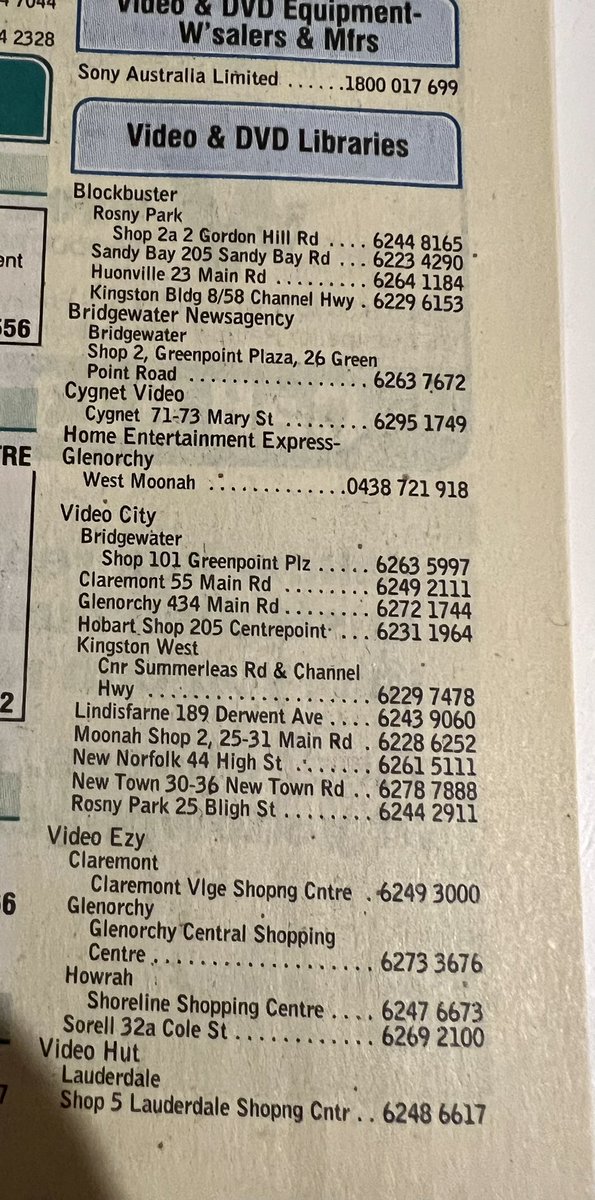 7044
4 2328
Video & DVD Equipment-
W'salers & Mfrs
Sony Australia Limited ......1800 017 699
Video & DVD Libraries
Blockbuster
Rosny Park
Shop 2a 2 Gordon Hill Rd .... 6244 8165
Sandy Bay 205 Sandy Bay Rd ... 6223 4290
Huonville 23 Main Rd ......... 6264 1184
Kingston Bldg 8/58 Channel Hwy . 6229 6153
Bridgewater Newsagency
Bridgewater
Shop 2, Greenpoint Plaza, 26 Green
Point Road ................. 6263 7672
Cygnet Video
Cygnet 71-73 Mary St ........ 6295 1749
Home Entertainment Express-
Glenorchy
West Moonah .............0438 721 918
Video City
Bridgewater
Shop 101 Greenpoint Plz ..... 6263 5997
Claremont 55 Main Rd ........ 6249 2111
Glenorchy 434 Main Rd ........ 6272 1744
Hobart Shop 205 Centrepoint ... 6231 1964
Kingston West
Cnr Summerleas Rd & Channel
Hwy ..................... 6229 7478
Lindisfarne 189 Derwent Ave .... 6243 9060
Moonah Shop 2, 25-31 Main Rd . 6228 6252
New Norfolk 44 High St ....... 6261 5111
New Town 30-36 New Town Rd .. 6278 7888
Rosny Park 25 Bligh St ........ 6244 2911
Video Ezy
Claremont
Claremont Vlge Shopng Cntre . 6249 3000
Glenorchy
Glenorchy Central Shopping
Centre .................... 6273 3676
Howrah
Shoreline Shopping Centre .... 6247 6673
Sorell 32a Cole St ............ 6269 2100
Video Hut
Lauderdale
Shop 5 Lauderdale Shopng Cntr .. 6248 6617